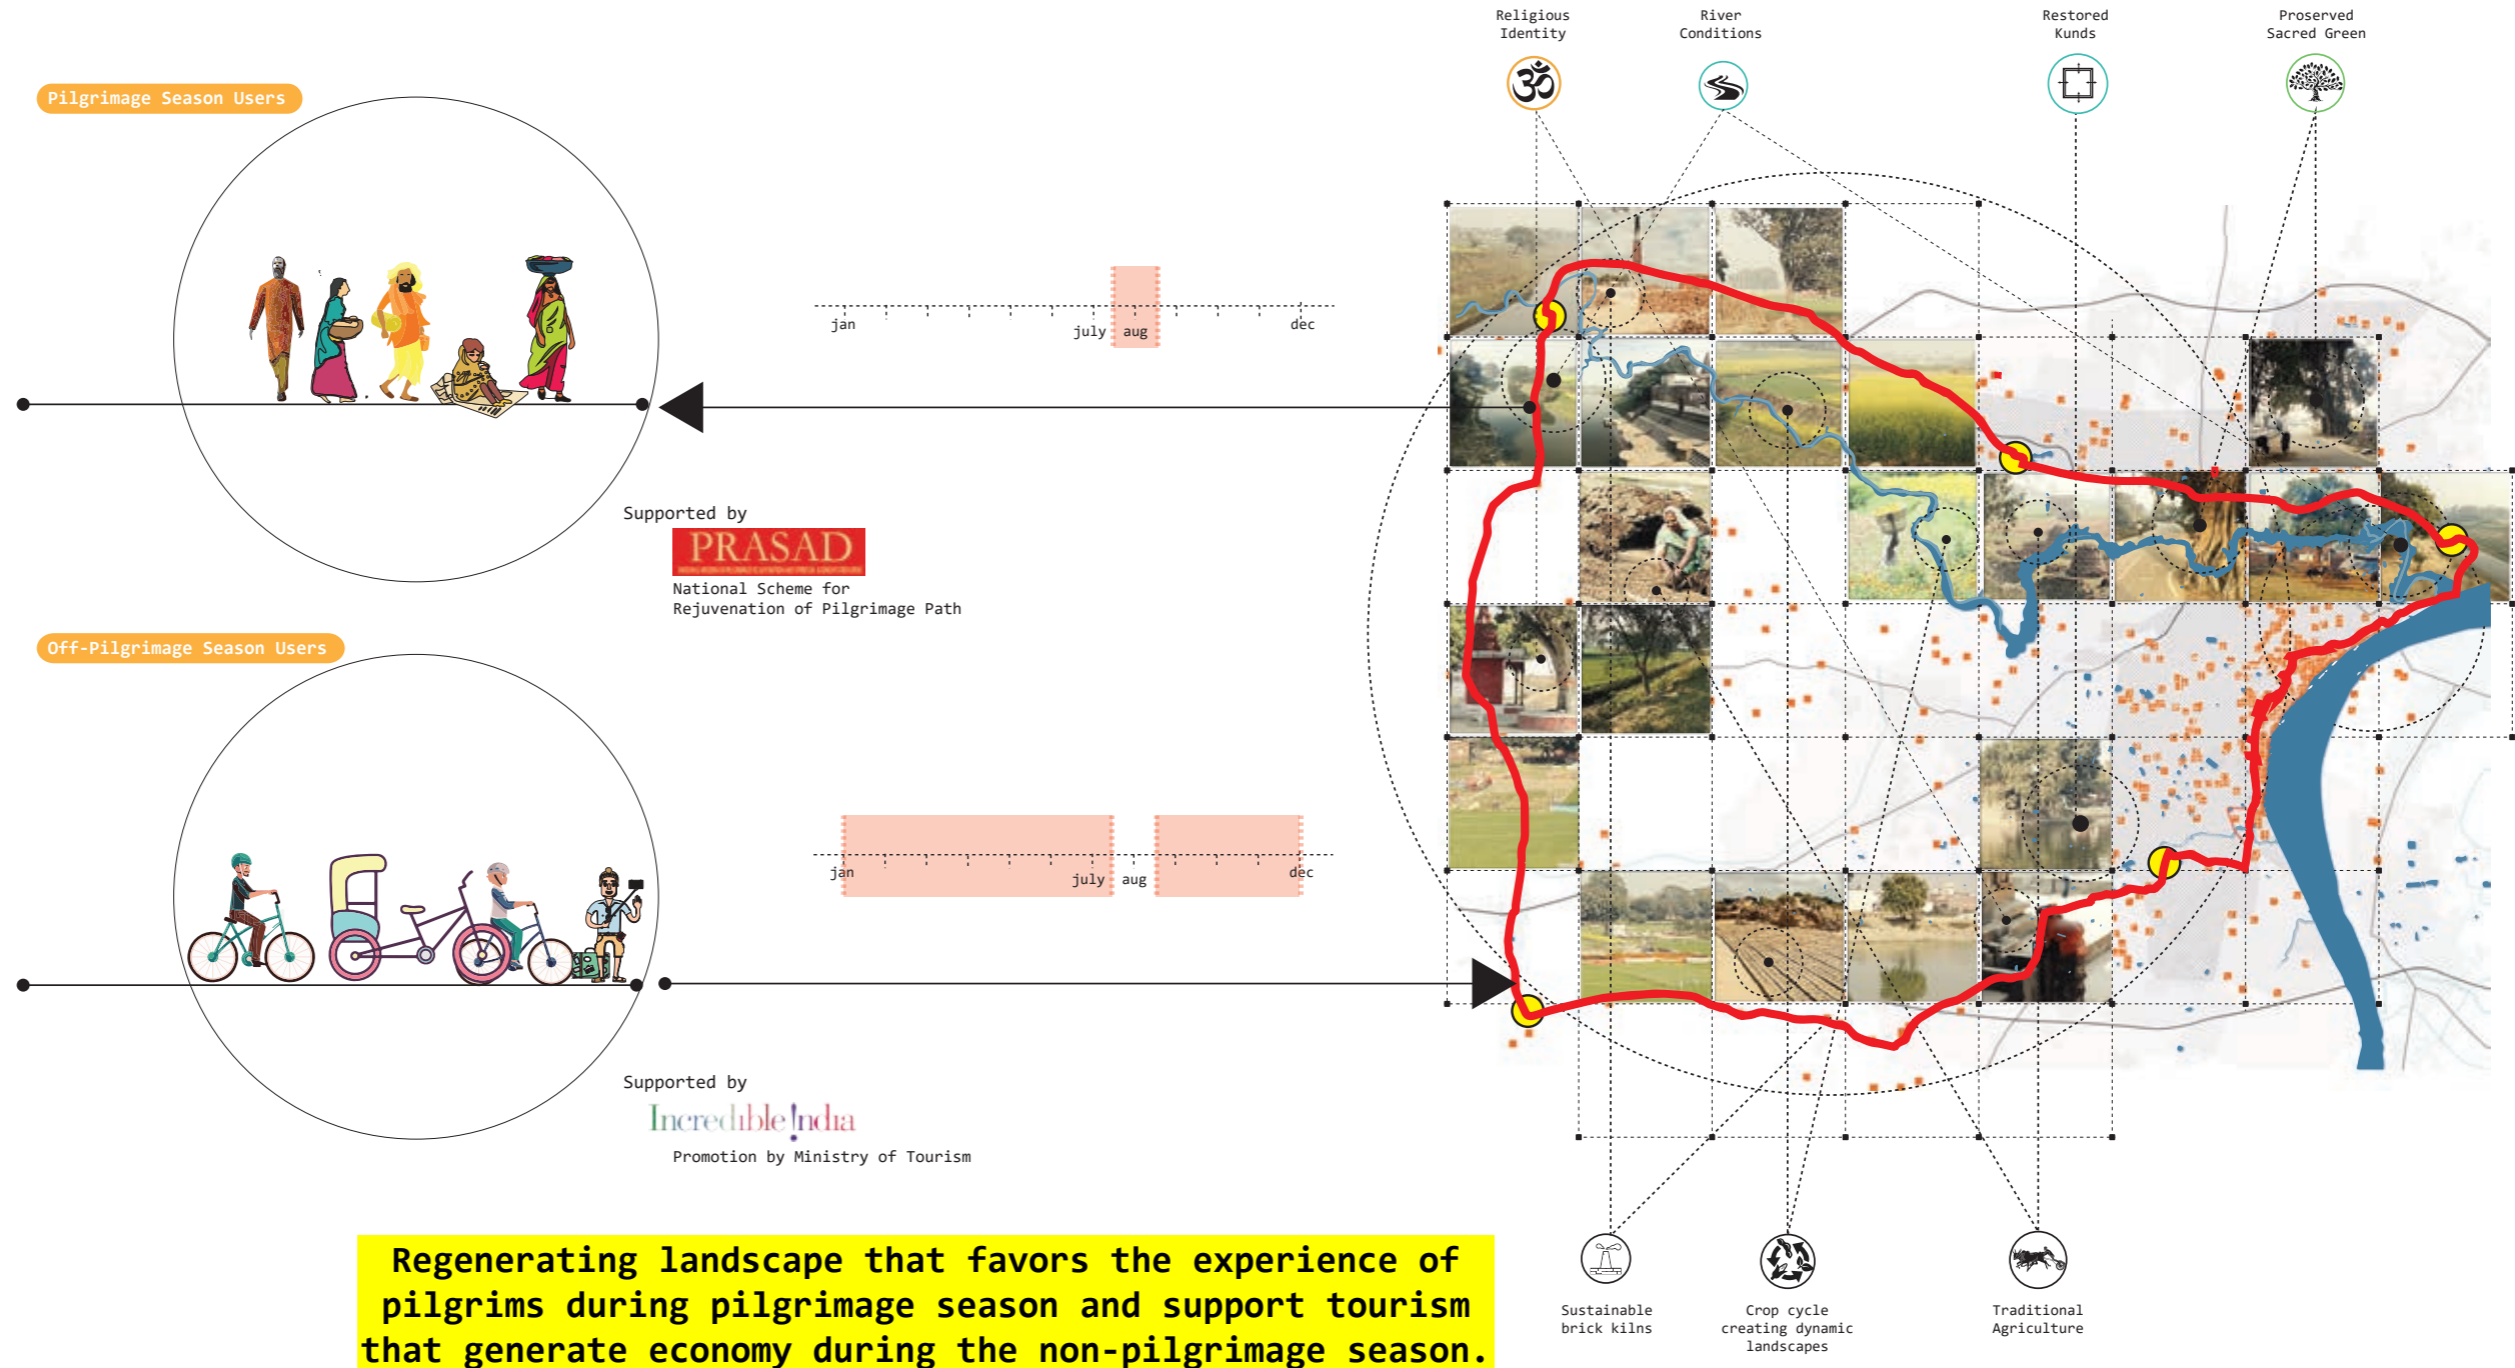 Religious
Identity
River
Conditions
Restored
Kunds
Proserved
Sacred Green
Pilgrimage Season Users
jan
july
aug
dec
Supported by
PRASAD
National Scheme for
Rejuvenation of Pilgrimage Path
Off-Pilgrimage Season Users
jan
july
aug
dec
Supported by
Incredible !ndia
Promotion by Ministry of Tourism
Regenerating landscape that favors the experience of
pilgrims during pilgrimage season and support tourism
that generate economy during the non-pilgrimage season.
Sustainable
brick kilns
Crop cycle
creating dynamic
landscapes
Traditional
Agriculture
ॐ